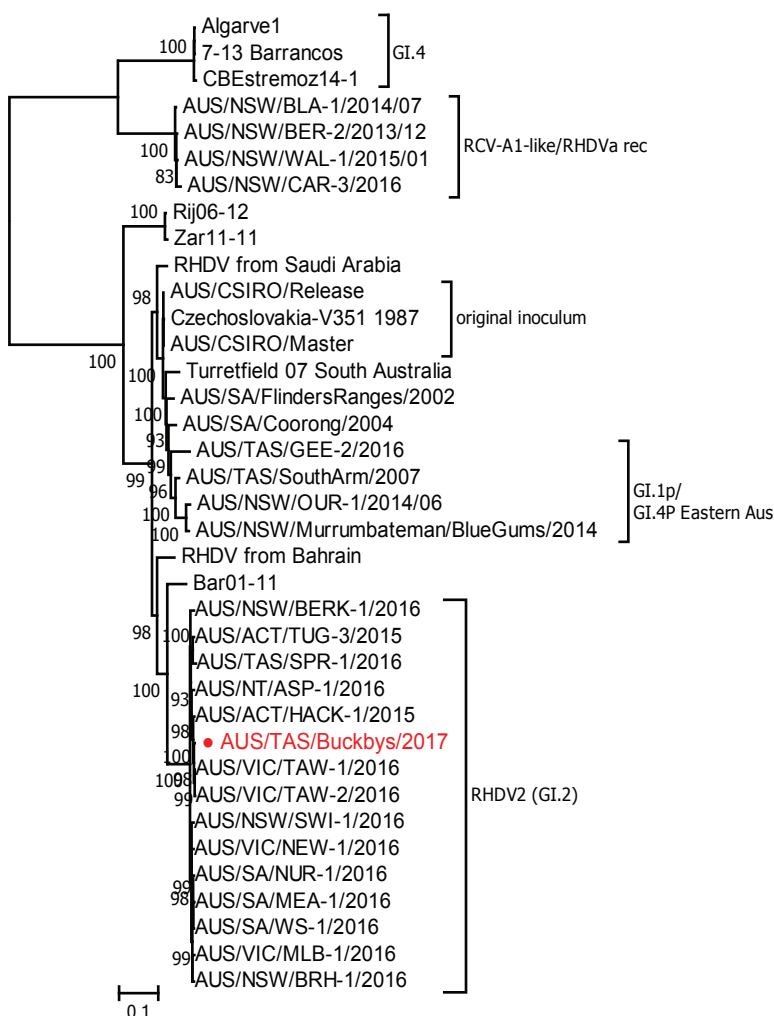 Algarve1
7-13 Barrancos
CBEstremoz14-1
100
GI.4
AUS/NSW/BLA-1/2014/07
AUS/NSW/BER-2/2013/12
AUS/NSW/WAL-1/2015/01
AUS/NSW/CAR-3/2016
100
83
RCV-A1-like/RHDVa rec
Rij06-12
Zar11-11
100
RHDV from Saudi Arabia
98
AUS/CSIRO/Release
Czechoslovakia-V351 1987
AUS/CSIRO/Master
original inoculum
100
100
Turretfield 07 South Australia
AUS/SA/FlindersRanges/2002
100
AUS/SA/Coorong/2004
93
AUS/TAS/GEE-2/2016
99
99
AUS/TAS/SouthArm/2007
96
AUS/NSW/OUR-1/2014/06
100
AUS/NSW/Murrumbateman/BlueGums/2014
100
GI.1p/
GI.4P Eastern Aus
RHDV from Bahrain
Bar01-11
98
100
AUS/NSW/BERK-1/2016
AUS/ACT/TUG-3/2015
100
AUS/TAS/SPR-1/2016
AUS/NT/ASP-1/2016
93
AUS/ACT/HACK-1/2015
98
AUS/TAS/Buckbys/2017
100
AUS/VIC/TAW-1/2016
100
98
AUS/VIC/TAW-2/2016
99
RHDV2 (GI.2)
AUS/NSW/SWI-1/2016
AUS/VIC/NEW-1/2016
AUS/SA/NUR-1/2016
99
AUS/SA/MEA-1/2016
98
AUS/SA/WS-1/2016
AUS/VIC/MLB-1/2016
99
AUS/NSW/BRH-1/2016
0.1